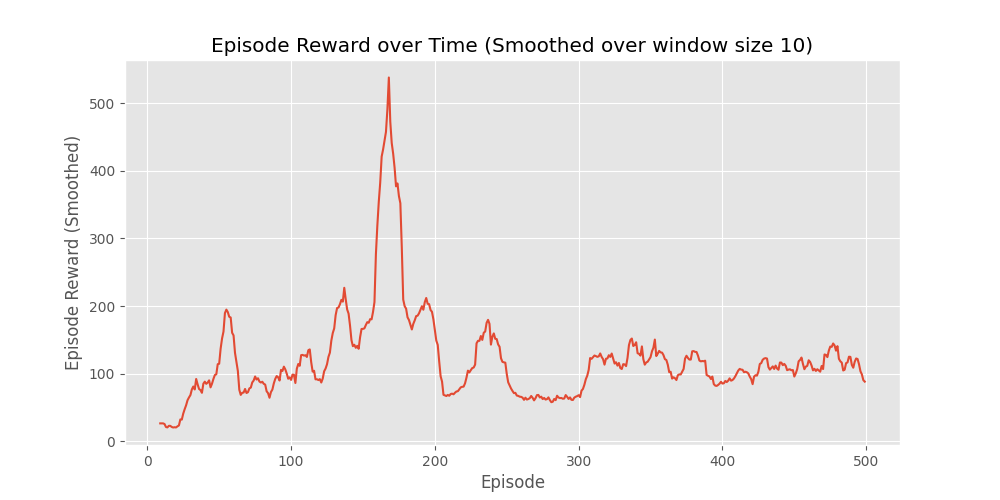 Episode Reward over Time (Smoothed over window size 10)
Episode Reward (Smoothed)
500
400
300
200
100
0
0 100 200 300 400 500
Episode